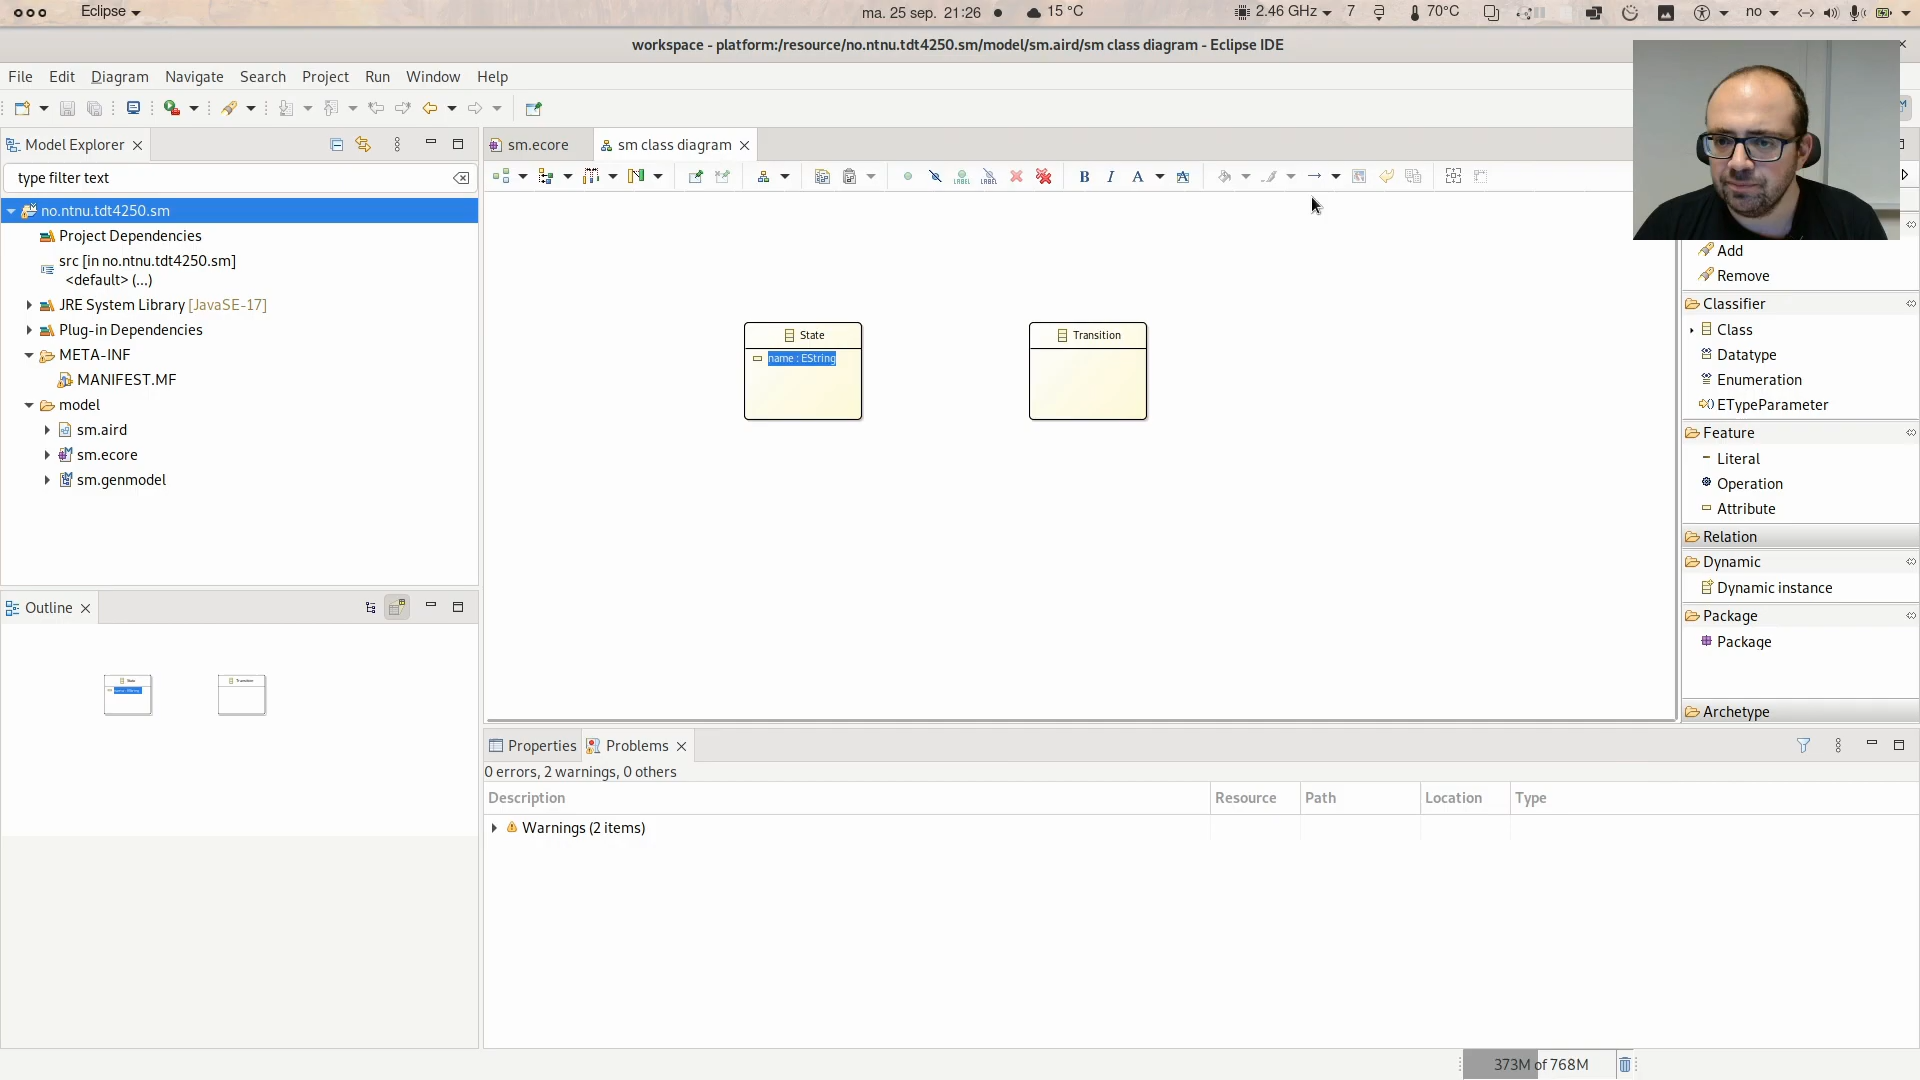 Eclipse
ma. 25 sep. 21:26
15 °C
2.46 GHz
7
70°C
no
workspace - platform:/resource/no.ntnu.tdt4250.sm/model/sm.aird/sm class diagram - Eclipse IDE
File Edit Diagram Navigate Search Project Run Window Help
Model Explorer
sm.ecore
sm class diagram
type filter text
no.ntnu.tdt4250.sm
Project Dependencies
src [in no.ntnu.tdt4250.sm]
<default> (...)
JRE System Library [JavaSE-17]
Plug-in Dependencies
META-INF
MANIFEST.MF
model
sm.aird
sm.ecore
sm.genmodel
State
name : EString
Transition
Add
Remove
Classifier
Class
Datatype
Enumeration
ETypeParameter
Feature
Literal
Operation
Attribute
Relation
Dynamic
Dynamic instance
Package
Package
Archetype
Outline
State
Transition
Properties
Problems
0 errors, 2 warnings, 0 others
Description Resource Path Location Type
Warnings (2 items)
373M of 768M